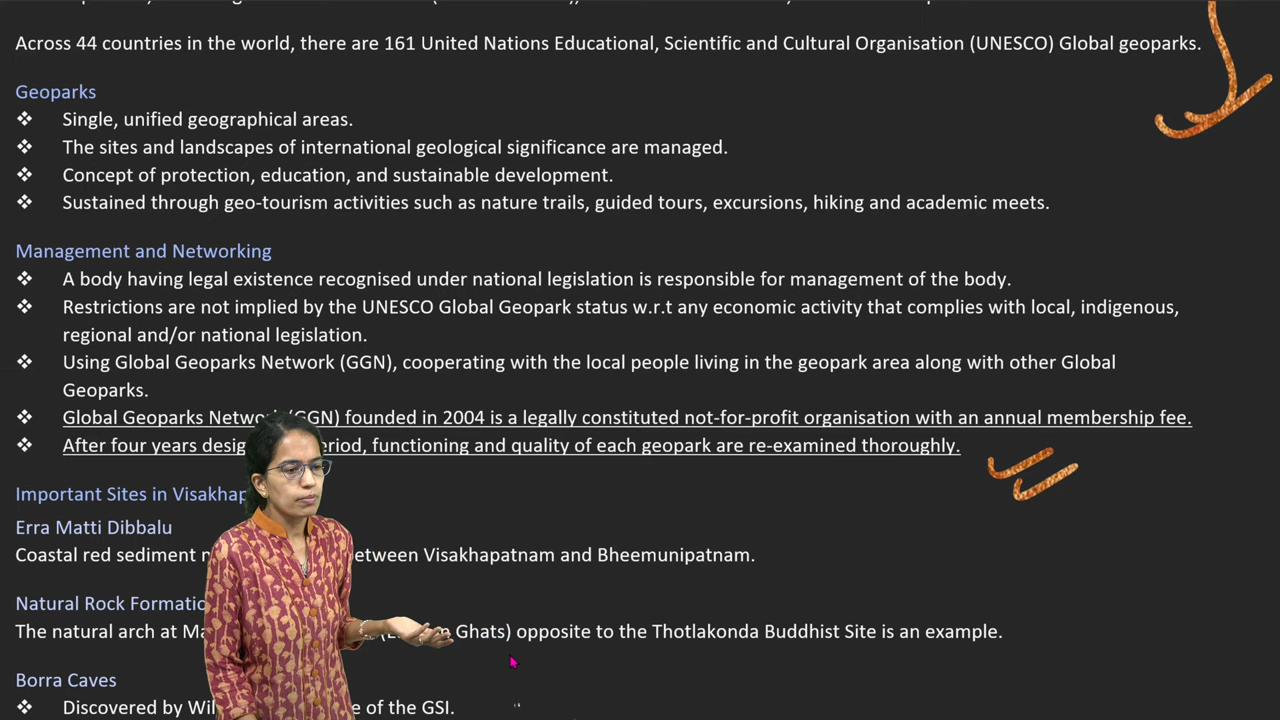 Across 44 countries in the world, there are 161 United Nations Educational, Scientific and Cultural Organisation (UNESCO) Global geoparks.
Geoparks
❖ Single, unified geographical areas.
❖ The sites and landscapes of international geological significance are managed.
❖ Concept of protection, education, and sustainable development.
❖ Sustained through geo-tourism activities such as nature trails, guided tours, excursions, hiking and academic meets.
Management and Networking
❖ A body having legal existence recognised under national legislation is responsible for management of the body.
❖ Restrictions are not implied by the UNESCO Global Geopark status w.r.t any economic activity that complies with local, indigenous,
regional and/or national legislation.
❖ Using Global Geoparks Network (GGN), cooperating with the local people living in the geopark area along with other Global
Geoparks.
❖ Global Geoparks Network (GGN) founded in 2004 is a legally constituted not-for-profit organisation with an annual membership fee.
❖ After four years period, functioning and quality of each geopark are re-examined thoroughly.
Important Sites in
Erra Matti Dibbalu
Coastal red sediment between Visakhapatnam and Bheemunipatnam.
Natural Rock
The natural arch at Ghats) opposite to the Thotlakonda Buddhist Site is an example.
Borra Caves
❖ Discovered by of the GSI.